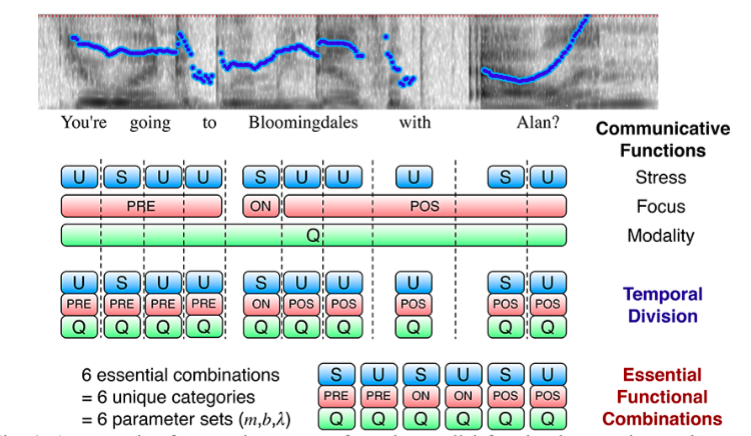 You're going to Bloomingdales with Alan?
Communicative
Functions
U S U U S U U U S U Stress
PRE ON POS Focus
Q Modality
U S U U S U U U S U
PRE PRE PRE PRE ON POS POS POS POS POS
Q Q Q Q Q Q Q Q Q Q
Temporal
Division
6 essential combinations
= 6 unique categories
= 6 parameter sets (m,b,λ)
S U S U S U
PRE PRE ON ON POS POS
Q Q Q Q Q Q
Essential
Functional
Combinations